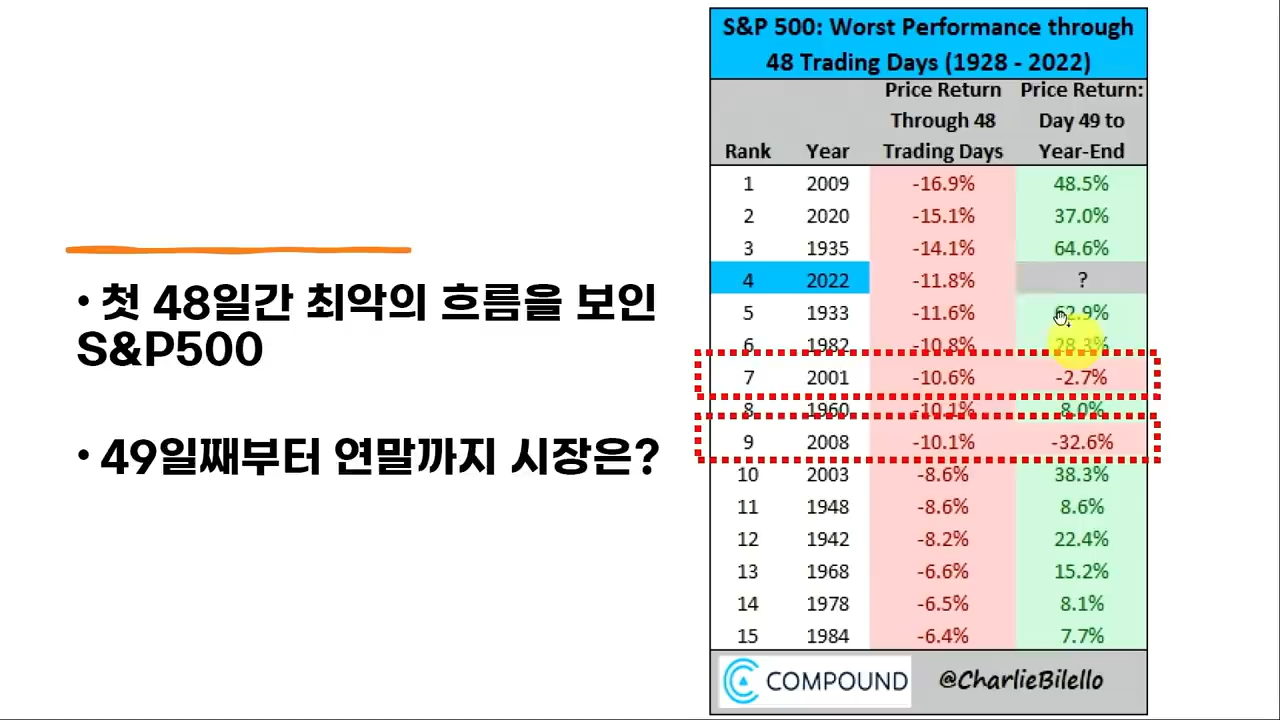 • 첫 48일간 최악의 흐름을 보인
S&P500
• 49일째부터 연말까지 시장은?
S&P 500: Worst Performance through
48 Trading Days (1928 - 2022)
Rank Year Price Return Through 48 Trading Days Price Return: Day 49 to Year-End
1 2009 -16.9% 48.5%
2 2020 -15.1% 37.0%
3 1935 -14.1% 64.6%
4 2022 -11.8% ?
5 1933 -11.6%
6 1982 -10.8% 28.3%
7 2001 -10.6% -2.7%
8 1960 -10.1% 8.0%
9 2008 -10.1% -32.6%
10 2003 -8.6% 38.3%
11 1948 -8.6% 8.6%
12 1942 -8.2% 22.4%
13 1968 -6.6% 15.2%
14 1978 -6.5% 8.1%
15 1984 -6.4% 7.7%
COMPOUND @CharlieBilello